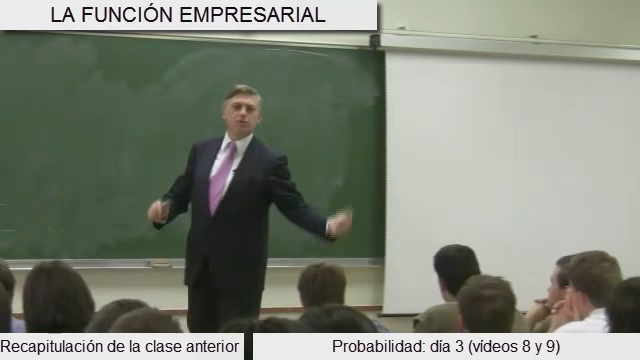 LA FUNCIÓN EMPRESARIAL
Recapitulación de la clase anterior
Probabilidad: día 3 (vídeos 8 y 9)